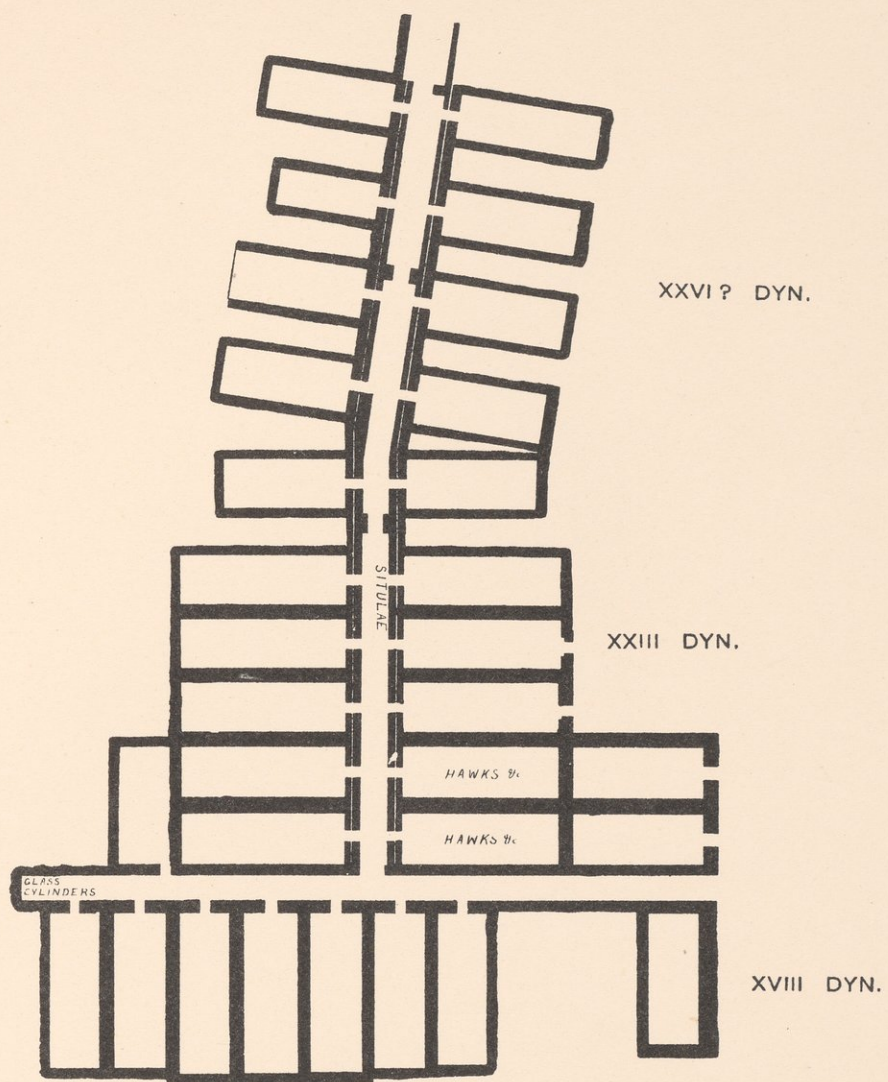 XXVI ? DYN.
SITULAE
XXIII DYN.
HAWKS &c
HAWKS &c
GLASS
CYLINDERS
XVIII DYN.